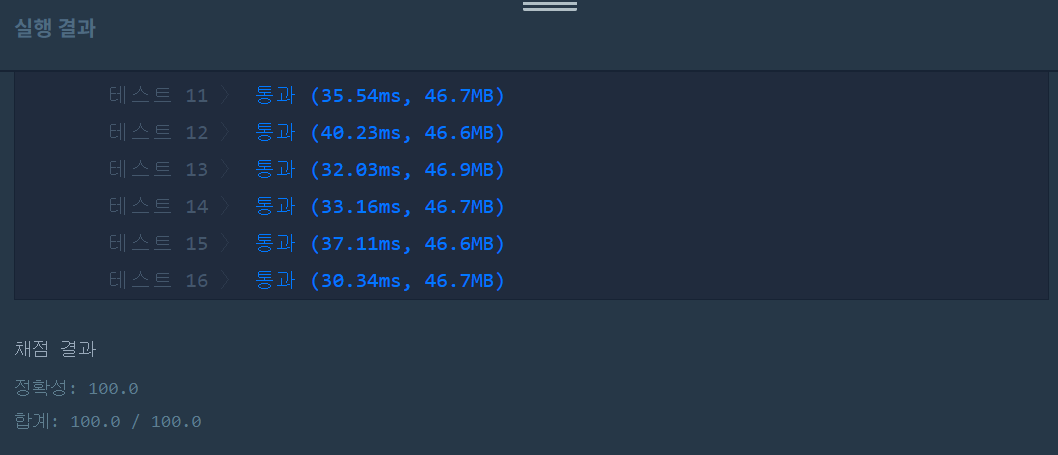 실행 결과
테스트 11 〉 통과 (35.54ms, 46.7MB)
테스트 12 〉 통과 (40.23ms, 46.6MB)
테스트 13 〉 통과 (32.03ms, 46.9MB)
테스트 14 〉 통과 (33.16ms, 46.7MB)
테스트 15 〉 통과 (37.11ms, 46.6MB)
테스트 16 〉 통과 (30.34ms, 46.7MB)
채점 결과
정확성: 100.0
합계: 100.0 / 100.0